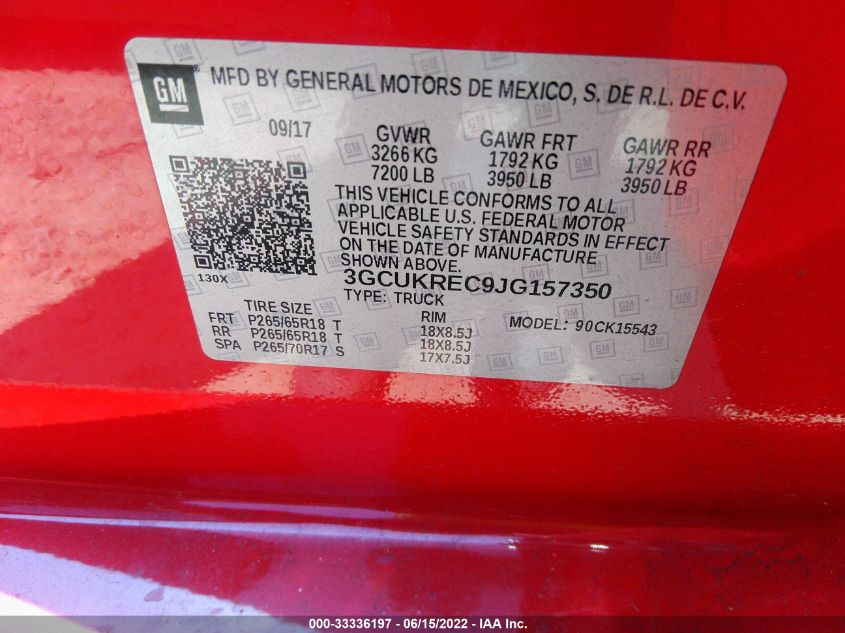 GM ® MFD BY GENERAL MOTORS DE MEXICO, S. DE R.L. DE C.V.
09/17 GVWR GAWR FRT GAWR RR
3266 KG 1792 KG 1792 KG
7200 LB 3950 LB 3950 LB
THIS VEHICLE CONFORMS TO ALL
APPLICABLE U.S. FEDERAL MOTOR
VEHICLE SAFETY STANDARDS IN EFFECT
ON THE DATE OF MANUFACTURE
SHOWN ABOVE.
130X
3GCUKREC9JG157350
TYPE: TRUCK
TIRE SIZE RIM MODEL: 90CK15543
FRT P265/65R18 T 18X8.5J
RR P265/65R18 T 18X8.5J
SPA P265/70R17 S 17X7.5J
000-33336197 - 06/15/2022 - IAA Inc.